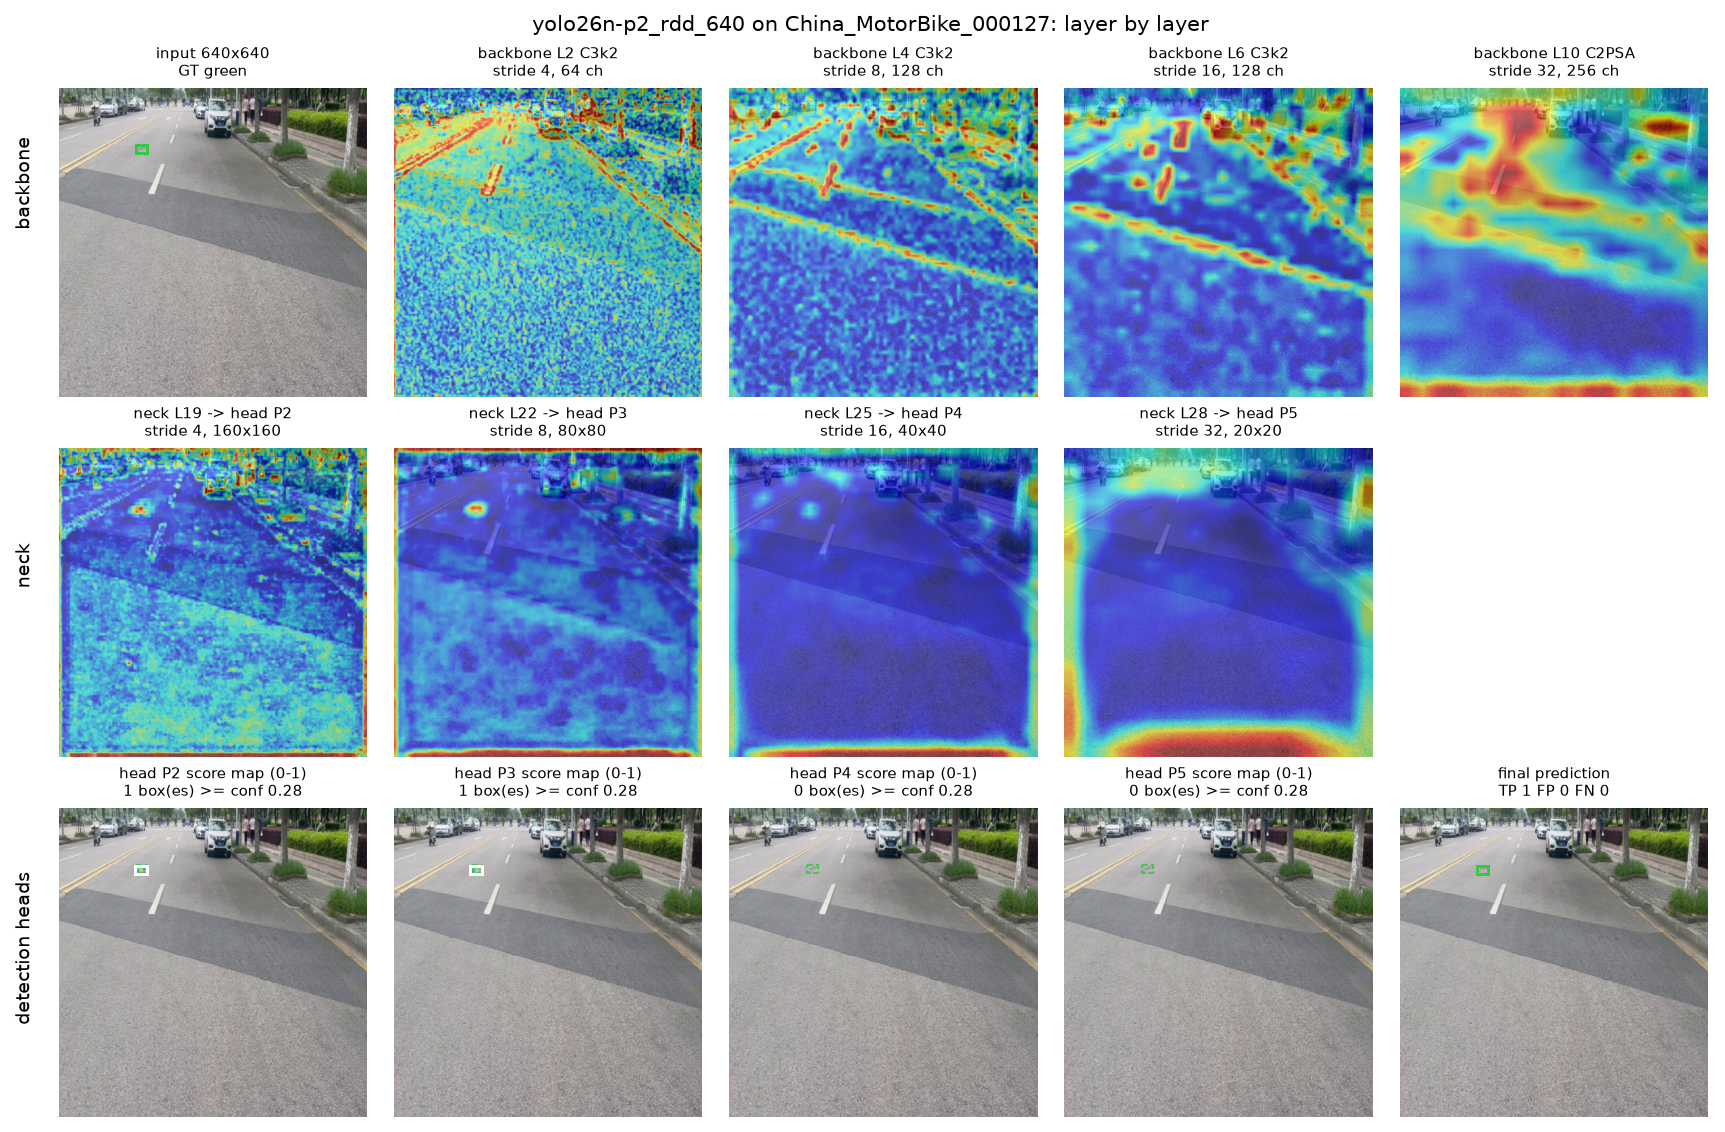 yolo26n-p2_rdd_640 on China_MotorBike_000127: layer by layer
input 640x640
GT green
backbone L2 C3k2
stride 4, 64 ch
backbone L4 C3k2
stride 8, 128 ch
backbone L6 C3k2
stride 16, 128 ch
backbone L10 C2PSA
stride 32, 256 ch
backbone
neck L19 -> head P2
stride 4, 160x160
neck L22 -> head P3
stride 8, 80x80
neck L25 -> head P4
stride 16, 40x40
neck L28 -> head P5
stride 32, 20x20
neck
head P2 score map (0-1)
1 box(es) >= conf 0.28
head P3 score map (0-1)
1 box(es) >= conf 0.28
head P4 score map (0-1)
0 box(es) >= conf 0.28
head P5 score map (0-1)
0 box(es) >= conf 0.28
final prediction
TP 1 FP 0 FN 0
detection heads